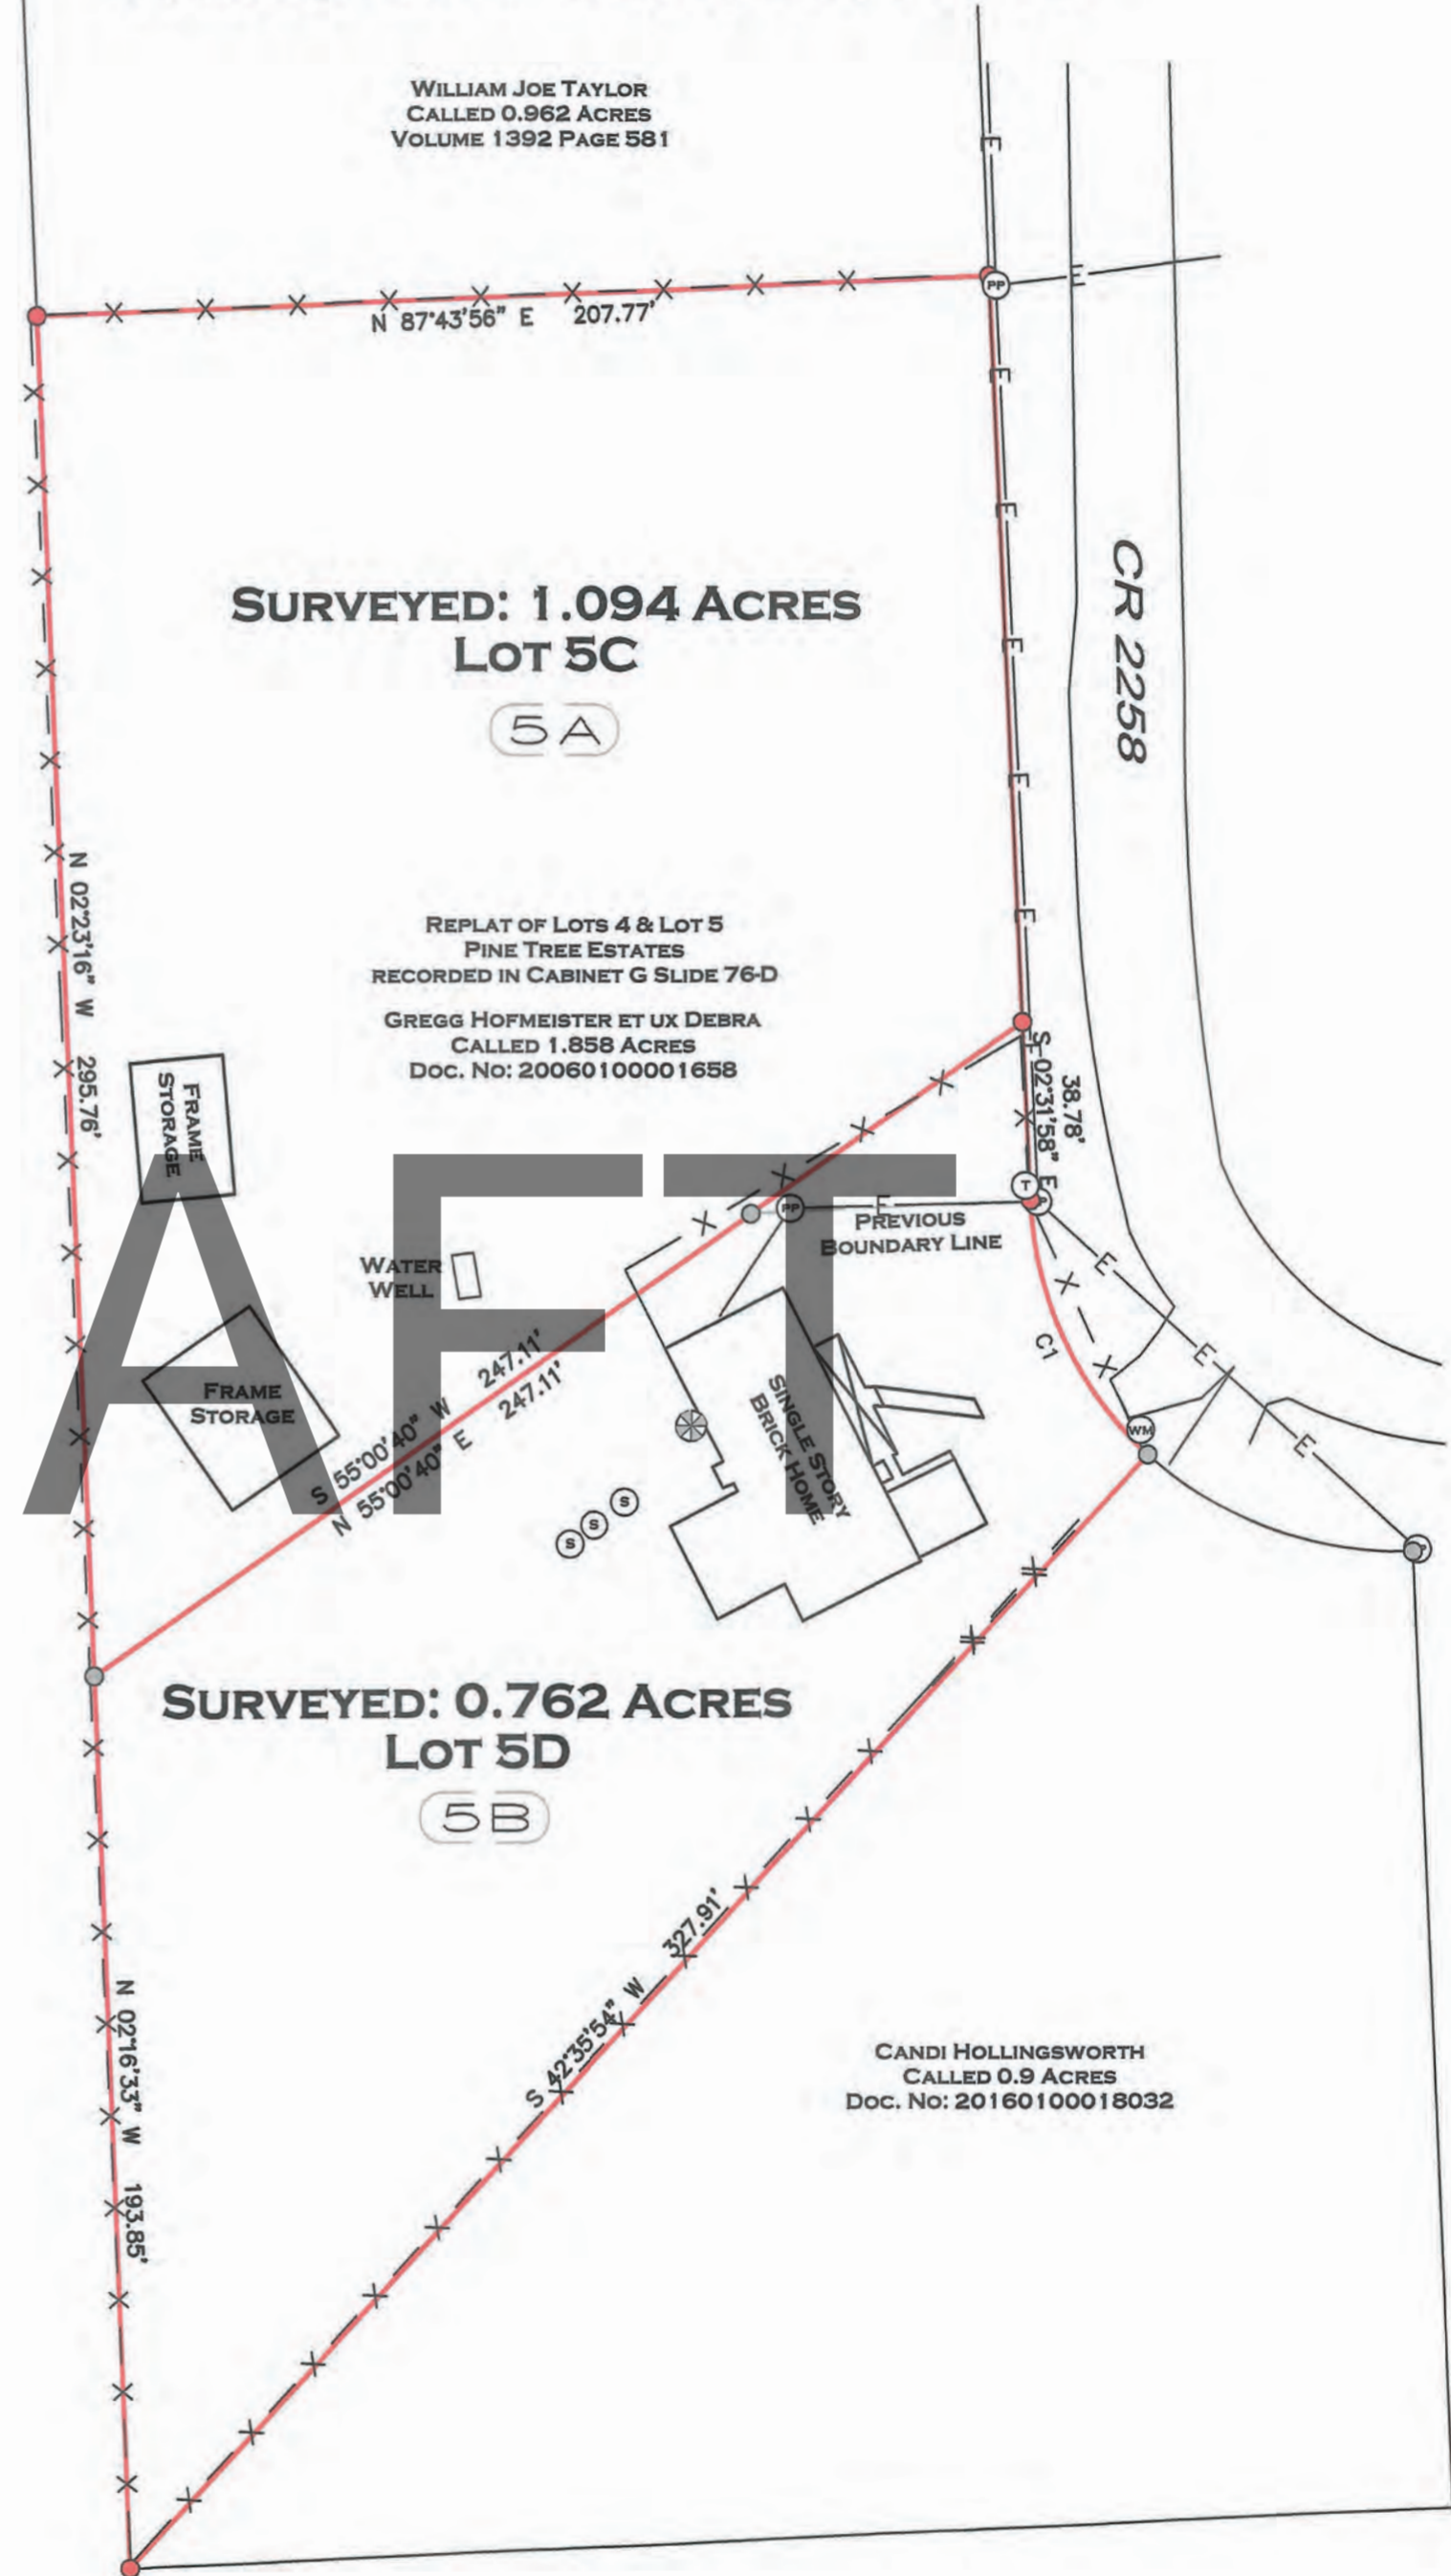 WILLIAM JOE TAYLOR
CALLED 0.962 ACRES
VOLUME 1392 PAGE 581
E
E
PP
N 87°43'56" E 207.77'
E
E
E
E
E
CR 2258
SURVEYED: 1.094 ACRES
LOT 5C
5A
N 02°23'16" W 295.76'
REPLAT OF LOTS 4 & LOT 5
PINE TREE ESTATES
RECORDED IN CABINET G SLIDE 76-D
GREGG HOFMEISTER ET UX DEBRA
CALLED 1.858 ACRES
DOC. NO: 20060100001658
S 02°31'58" E
38.78'
FRAME
STORAGE
T
PP
E
PREVIOUS
BOUNDARY LINE
WATER
WELL
E
C1
E
E
WM
FRAME
STORAGE
S 55°00'40" W 247.11'
N 55°00'40" E 247.11'
SINGLE STORY
BRICK HOME
S
S
S
AFT
SURVEYED: 0.762 ACRES
LOT 5D
5B
S 42°35'54" W 327.91'
N 02°16'33" W 193.85'
CANDI HOLLINGSWORTH
CALLED 0.9 ACRES
DOC. NO: 20160100018032